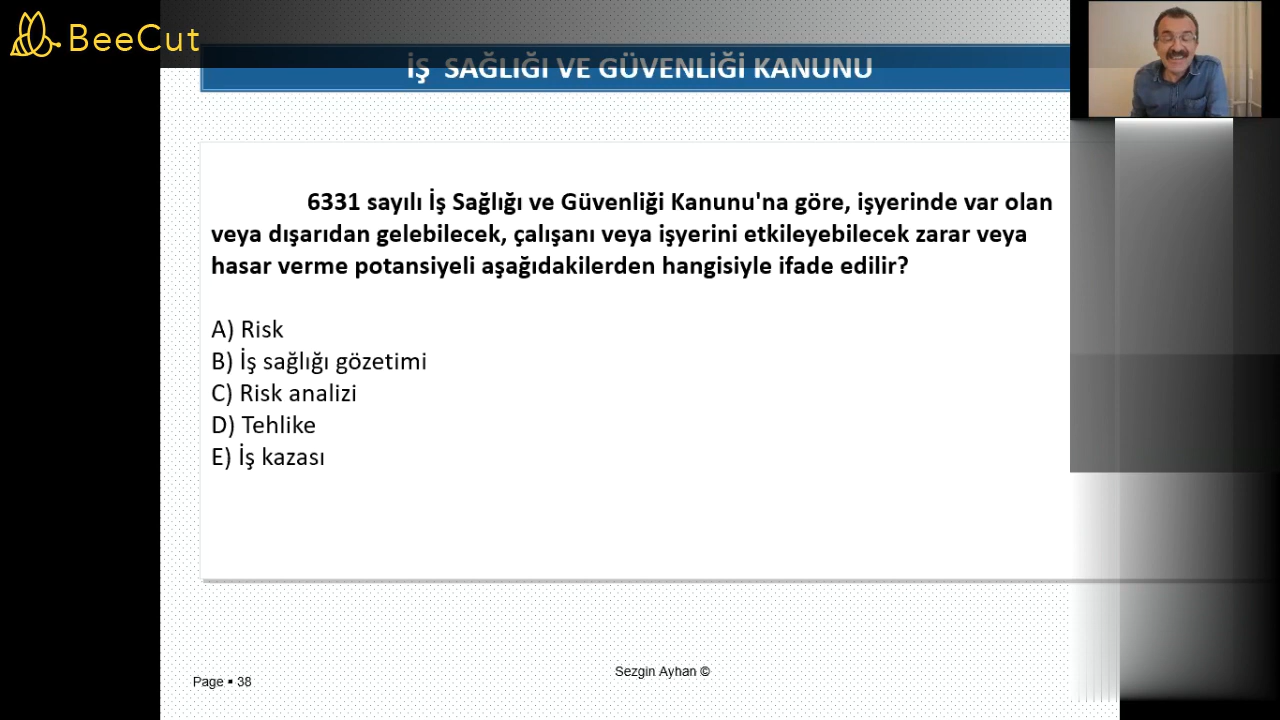 BeeCut
İŞ SAĞLIĞI VE GÜVENLİĞİ KANUNU
6331 sayılı İş Sağlığı ve Güvenliği Kanunu'na göre, işyerinde var olan
veya dışarıdan gelebilecek, çalışanı veya işyerini etkileyebilecek zarar veya
hasar verme potansiyeli aşağıdakilerden hangisiyle ifade edilir?
A) Risk
B) İş sağlığı gözetimi
C) Risk analizi
D) Tehlike
E) İş kazası
Sezgin Ayhan ©
Page ▪ 38